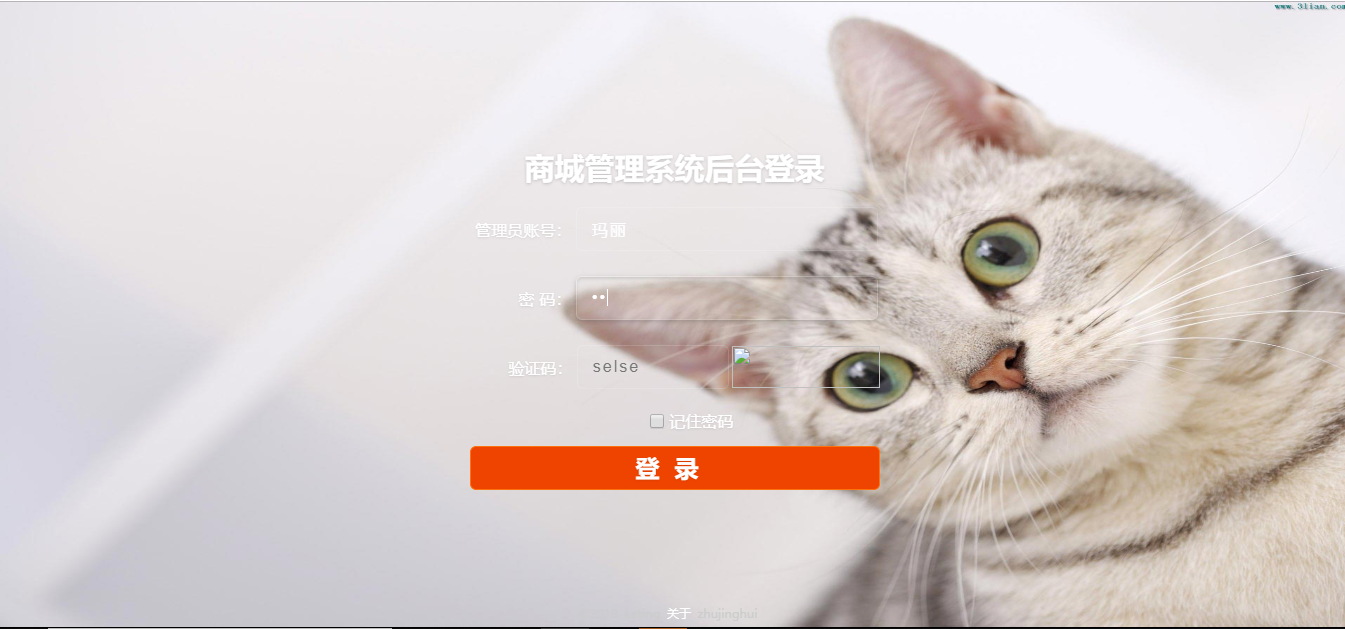 www.3lian.com
商城管理系统后台登录
管理员账号： 玛丽
密 码： ••
验证码： selse
记住密码
登 录
关于 zhujinghui